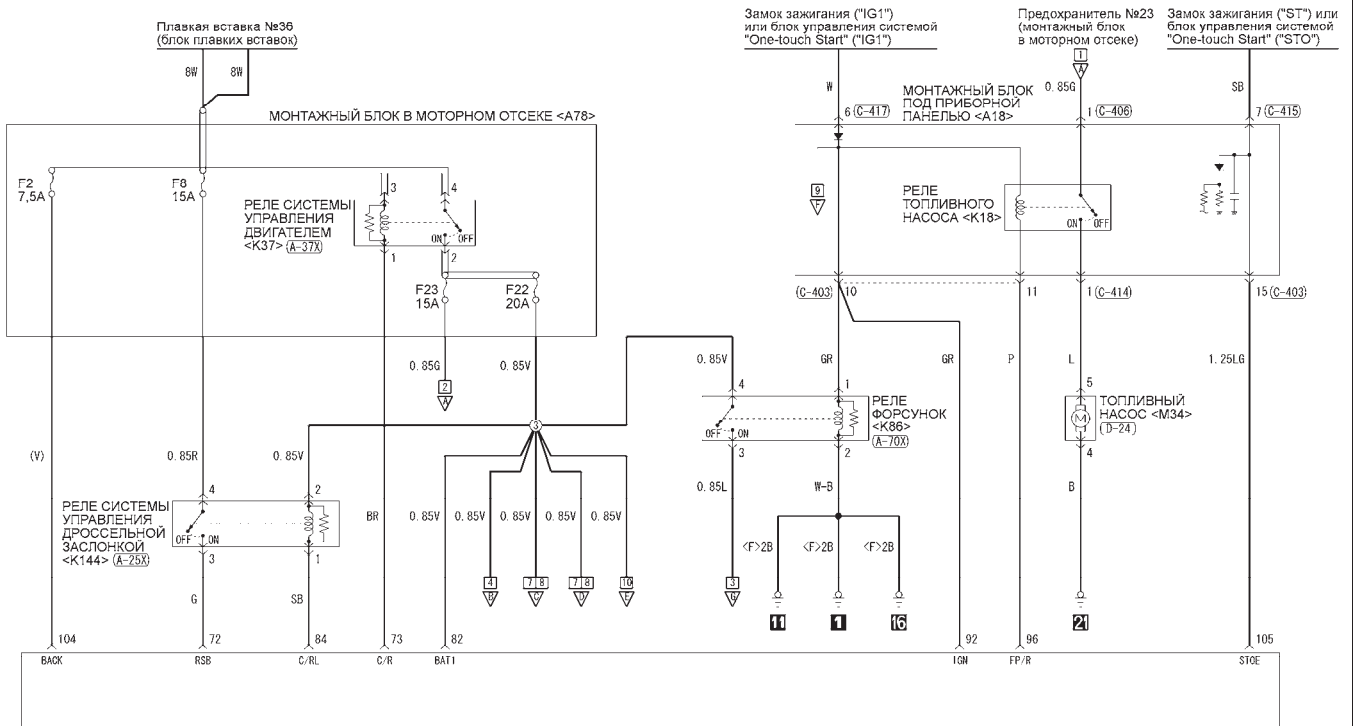 Плавкая вставка №36
(блок плавких вставок)
Замок зажигания ("IG1")
или блок управления системой
"One-touch Start" ("IG1")
Предохранитель №23
(монтажный блок
в моторном отсеке)
Замок зажигания ("ST") или
блок управления системой
"One-touch Start" ("STO")
8W
8W
W
1
A
0.85G
SB
МОНТАЖНЫЙ БЛОК В МОТОРНОМ ОТСЕКЕ <A78>
МОНТАЖНЫЙ БЛОК
ПОД ПРИБОРНОЙ
ПАНЕЛЬЮ <A18>
6 (C-417)
1 (C-406)
7 (C-415)
F2
7,5A
F8
15A
РЕЛЕ СИСТЕМЫ
УПРАВЛЕНИЯ
ДВИГАТЕЛЕМ
<K37> (A-37X)
3
4
ON OFF
1
2
F23
15A
F22
20A
9
F
РЕЛЕ
ТОПЛИВНОГО
НАСОСА <K18>
ON OFF
(C-403) 10
11
1 (C-414)
15 (C-403)
0.85G
0.85V
2
A
3
0.85V
4
GR
1
GR
P
L
5
1.25LG
РЕЛЕ
ФОРСУНОК
<K86>
(A-70X)
OFF ON
3
2
ТОПЛИВНЫЙ
НАСОС <M34>
(D-24)
M
4
(V)
0.85R
0.85V
0.85L
W-B
B
РЕЛЕ СИСТЕМЫ
УПРАВЛЕНИЯ
ДРОССЕЛЬНОЙ
ЗАСЛОНКОЙ
<K144> (A-25X)
4
2
OFF ON
3
1
BR
0.85V
0.85V
0.85V
0.85V
0.85V
<F>2B
<F>2B
<F>2B
4
B
7 8
C
7 8
D
10
E
3
G
G
SB
11
1
16
21
104
72
84
73
82
92
96
105
BACK
RSB
C/RL
C/R
BAT1
IGN
FP/R
STOE